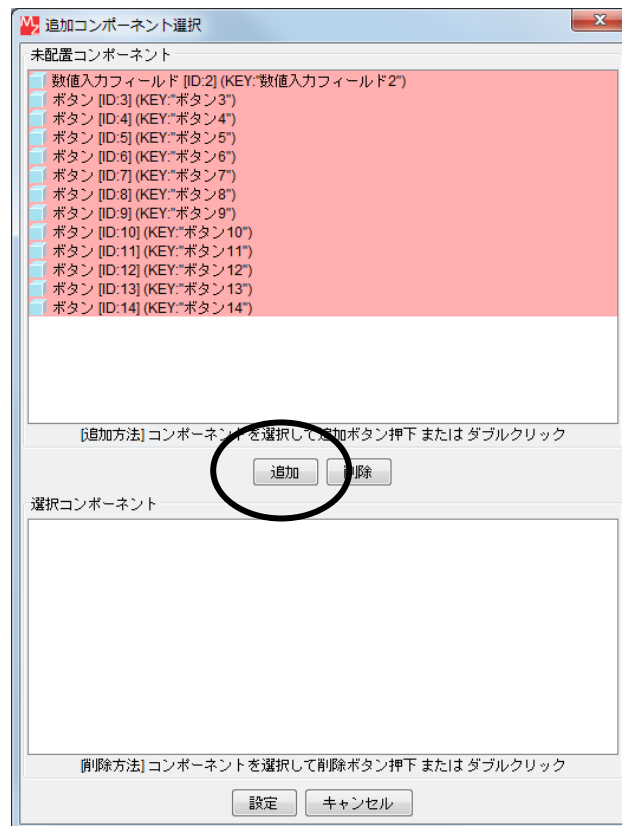 追加コンポーネント選択
未配置コンポーネント
数値入力フィールド [ID:2] (KEY:"数値入力フィールド2")
ボタン [ID:3] (KEY:"ボタン3")
ボタン [ID:4] (KEY:"ボタン4")
ボタン [ID:5] (KEY:"ボタン5")
ボタン [ID:6] (KEY:"ボタン6")
ボタン [ID:7] (KEY:"ボタン7")
ボタン [ID:8] (KEY:"ボタン8")
ボタン [ID:9] (KEY:"ボタン9")
ボタン [ID:10] (KEY:"ボタン10")
ボタン [ID:11] (KEY:"ボタン11")
ボタン [ID:12] (KEY:"ボタン12")
ボタン [ID:13] (KEY:"ボタン13")
ボタン [ID:14] (KEY:"ボタン14")
[追加方法] コンポーネントを選択して追加ボタン押下 または ダブルクリック
追加 削除
選択コンポーネント
[削除方法] コンポーネントを選択して削除ボタン押下 または ダブルクリック
設定 キャンセル